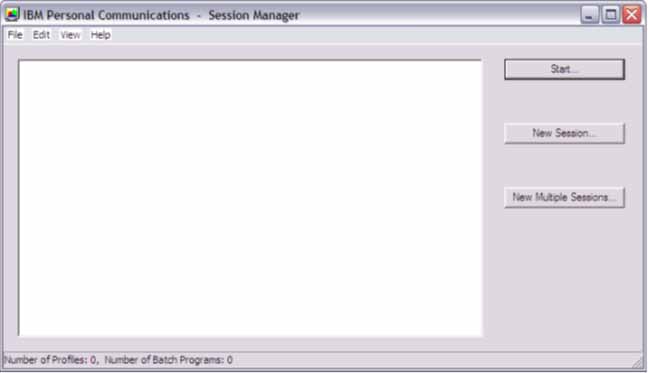 IBM Personal Communications - Session Manager
File Edit View Help
Start...
New Session...
New Multiple Sessions...
Number of Profiles: 0, Number of Batch Programs: 0